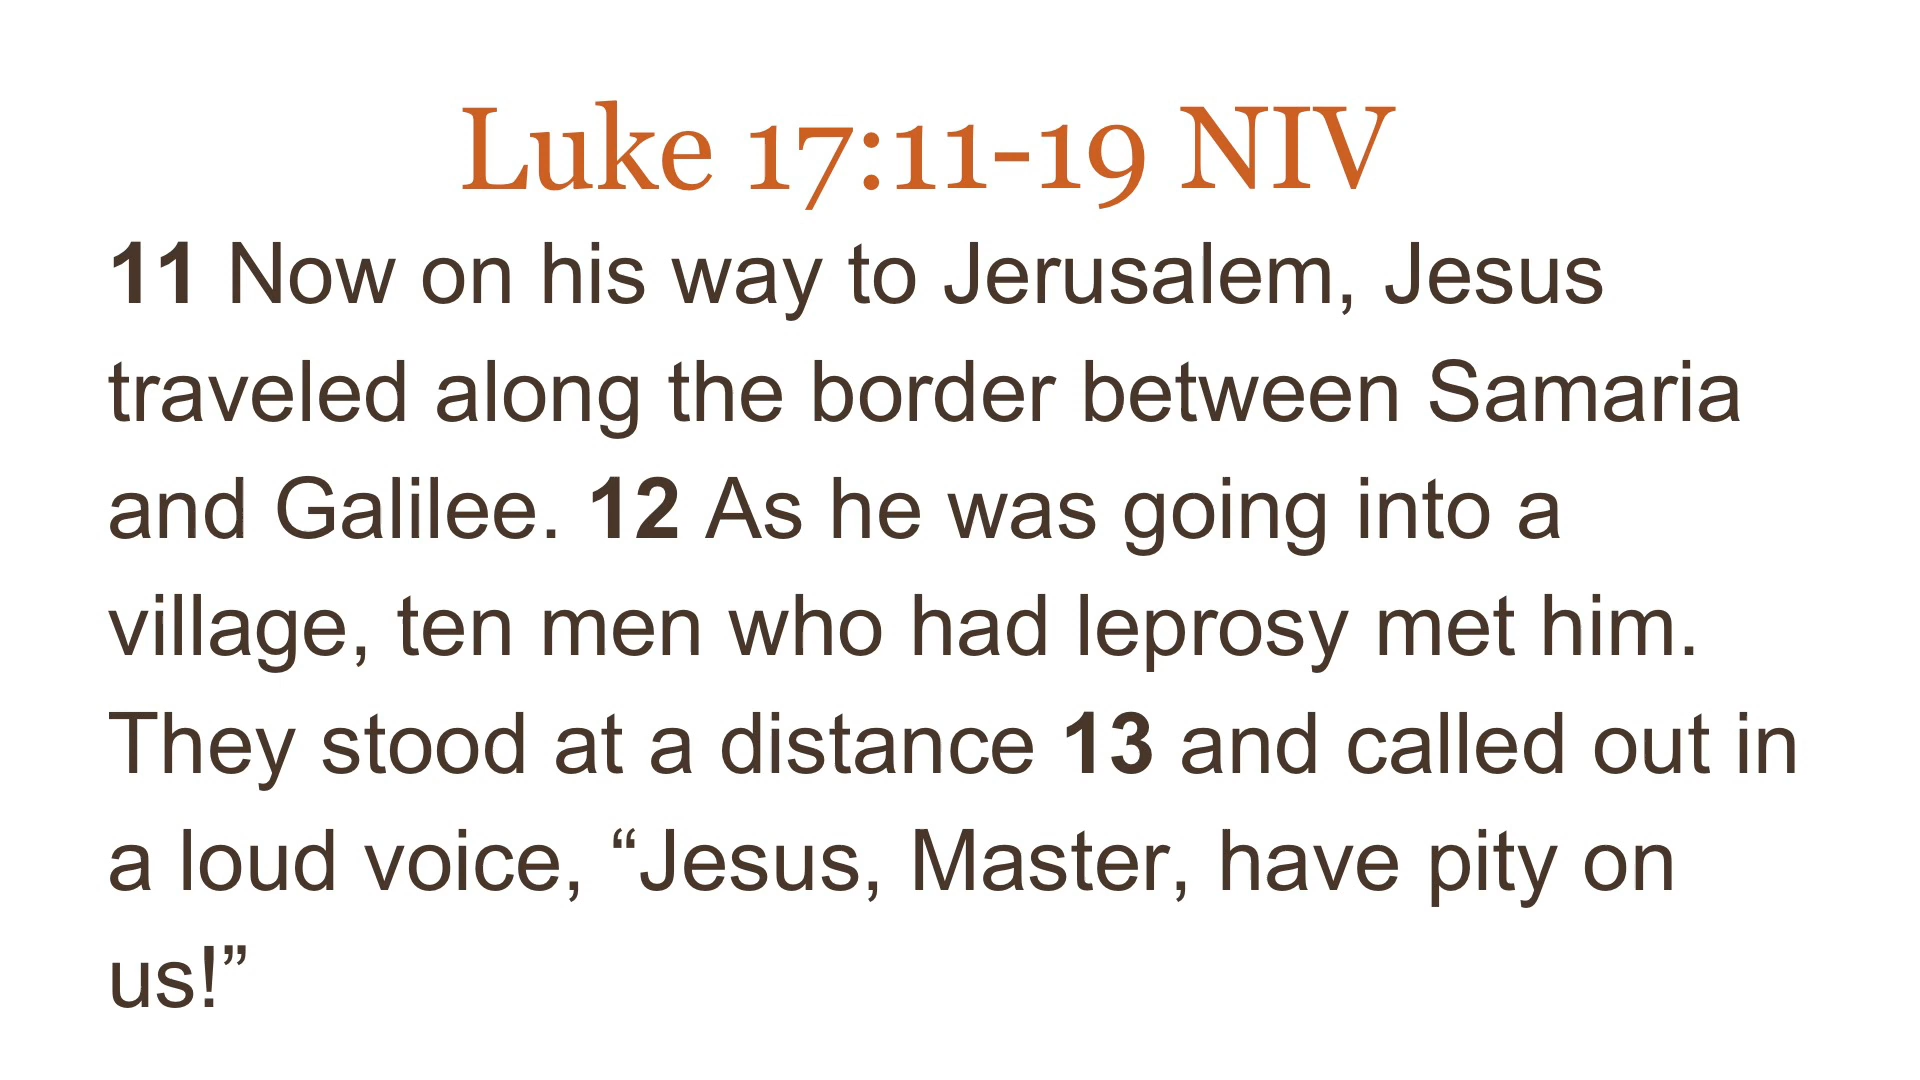 Luke 17:11-19 NIV
11 Now on his way to Jerusalem, Jesus
traveled along the border between Samaria
and Galilee. 12 As he was going into a
village, ten men who had leprosy met him.
They stood at a distance 13 and called out in
a loud voice, “Jesus, Master, have pity on
us!”